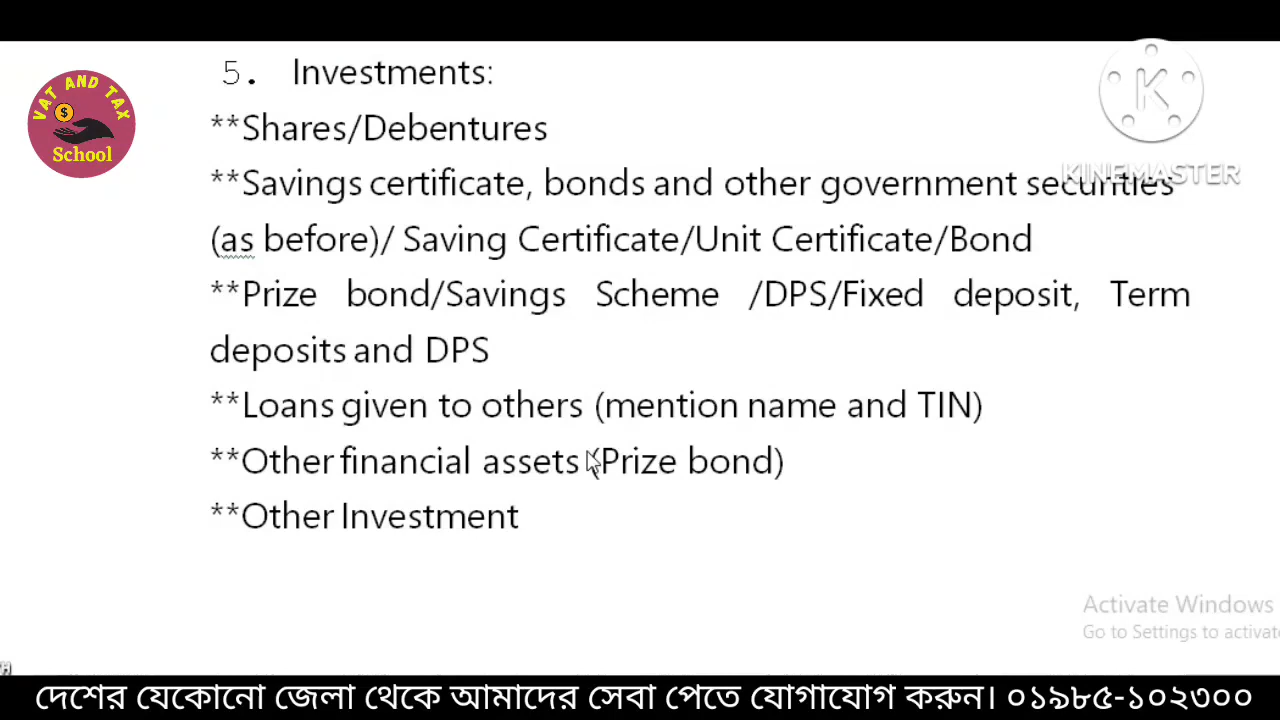 VAT AND TAX
$
School
5. Investments:
**Shares/Debentures
**Savings certificate, bonds and other government securities
(as before)/ Saving Certificate/Unit Certificate/Bond
**Prize bond/Savings Scheme /DPS/Fixed deposit, Term
deposits and DPS
**Loans given to others (mention name and TIN)
**Other financial assets (Prize bond)
**Other Investment
K
KINEMASTER
Activate Windows
Go to Settings to activat
দেশের যেকোনো জেলা থেকে আমাদের সেবা পেতে যোগাযোগ করুন। ০১৯৮৫-১০২৩০০